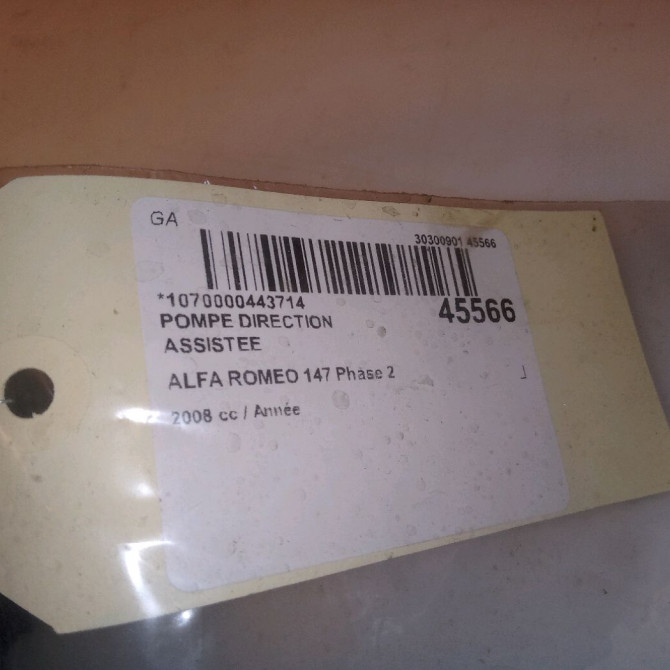 GA
30300901 45566
*1070000443714
45566
POMPE DIRECTION
ASSISTEE
ALFA ROMEO 147 Phase 2
2008 cc / Année